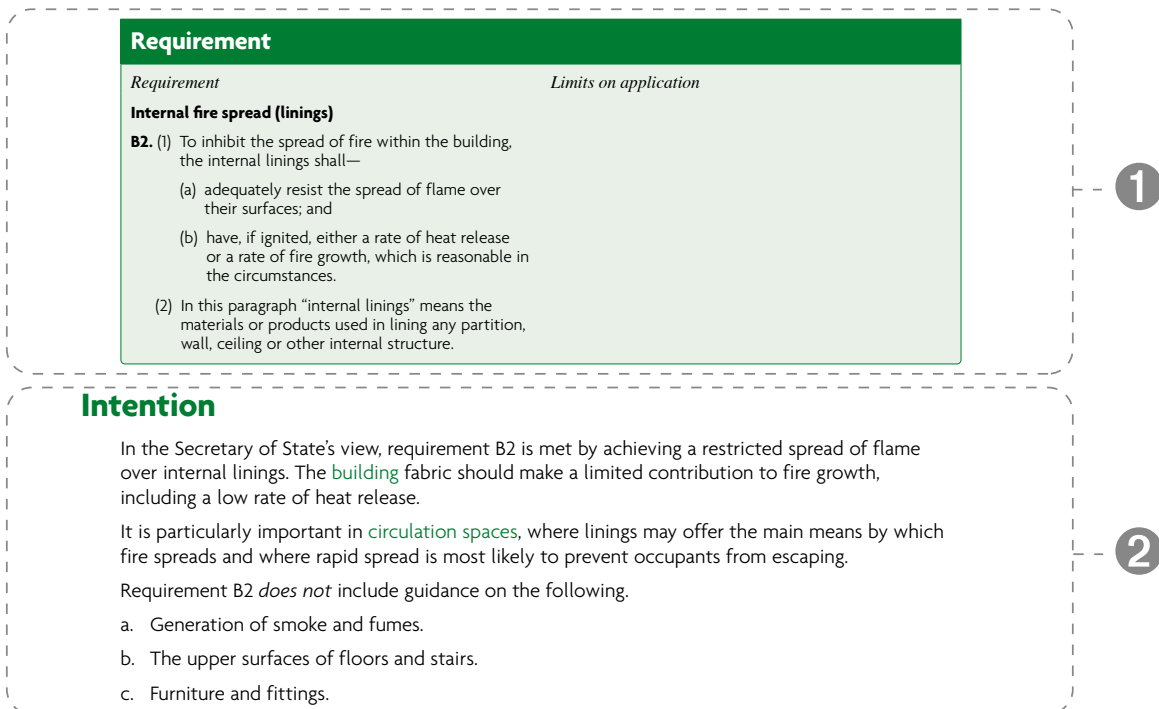 Requirement
Requirement Limits on application
Internal fire spread (linings)
B2. (1) To inhibit the spread of fire within the building,
the internal linings shall—
(a) adequately resist the spread of flame over
their surfaces; and
(b) have, if ignited, either a rate of heat release
or a rate of fire growth, which is reasonable in
the circumstances.
(2) In this paragraph “internal linings” means the
materials or products used in lining any partition,
wall, ceiling or other internal structure.
1
Intention
In the Secretary of State’s view, requirement B2 is met by achieving a restricted spread of flame
over internal linings. The building fabric should make a limited contribution to fire growth,
including a low rate of heat release.
It is particularly important in circulation spaces, where linings may offer the main means by which
fire spreads and where rapid spread is most likely to prevent occupants from escaping.
Requirement B2 does not include guidance on the following.
a. Generation of smoke and fumes.
b. The upper surfaces of floors and stairs.
c. Furniture and fittings.
2